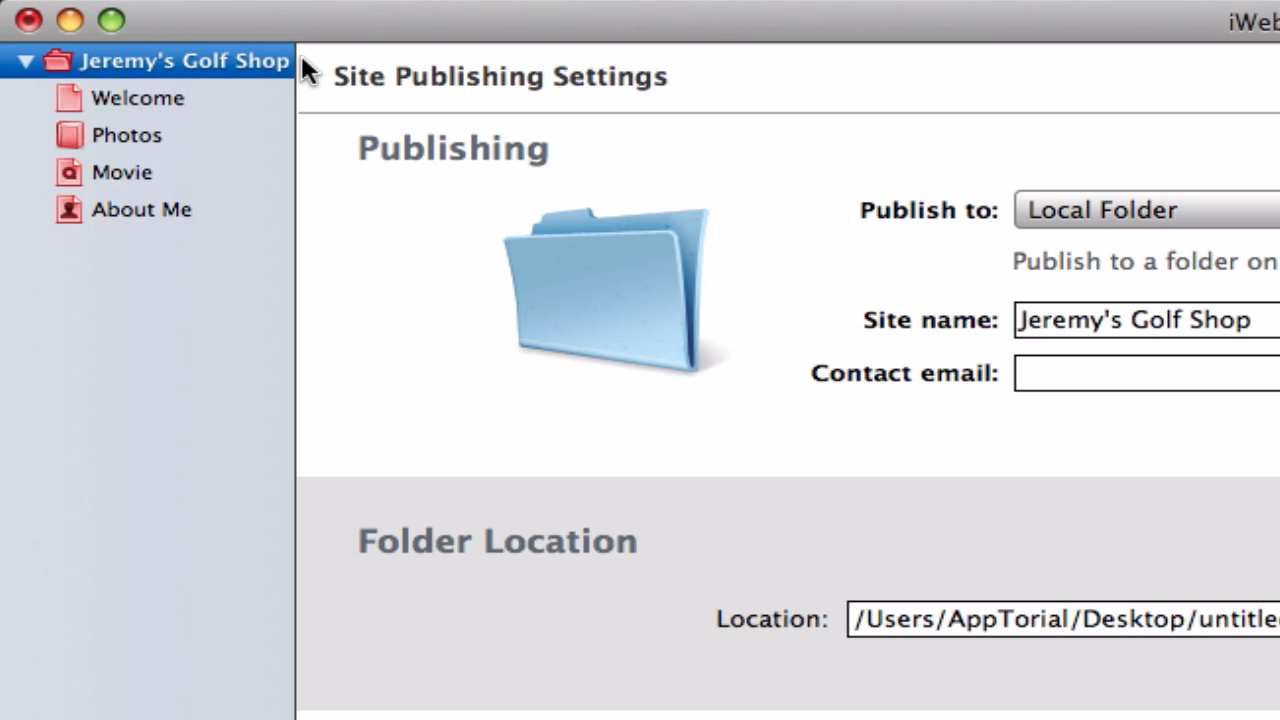 iWeb
Jeremy's Golf Shop
Welcome
Photos
Movie
About Me
Site Publishing Settings
Publishing
Publish to: Local Folder
Publish to a folder on
Site name: Jeremy's Golf Shop
Contact email:
Folder Location
Location: /Users/AppTorial/Desktop/untitle